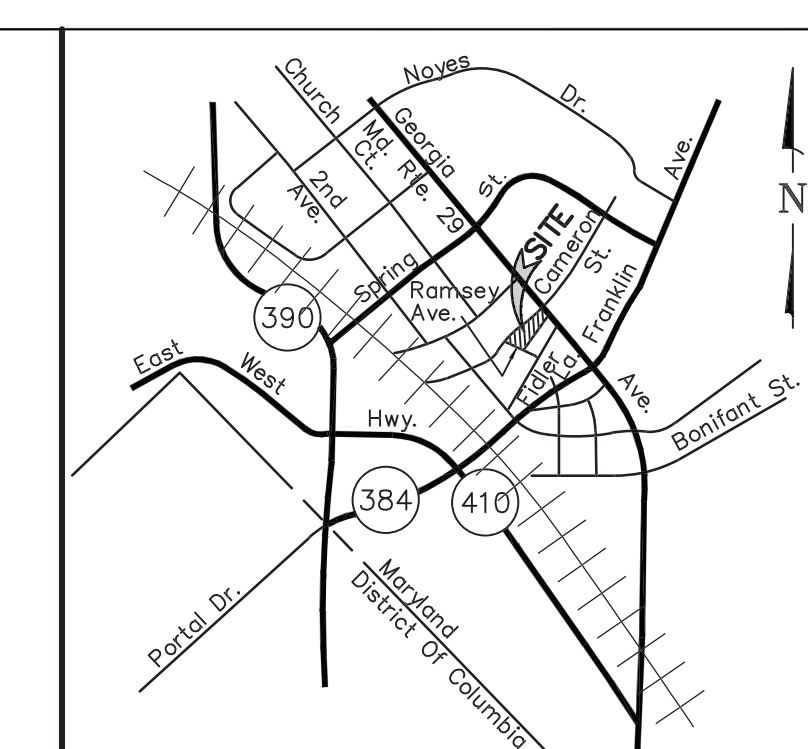 Noyes
Dr.
Church
Ct.
Georgia
Md. Rte. 29
Ave.
2nd
Ave.
St.
N
SITE
Cameron
St.
Spring
Ramsey
Ave.
Franklin
390
East
West
Hwy.
Fidler
La.
Ave.
Bonifant St.
384
410
Portal Dr.
Maryland
District Of Columbia